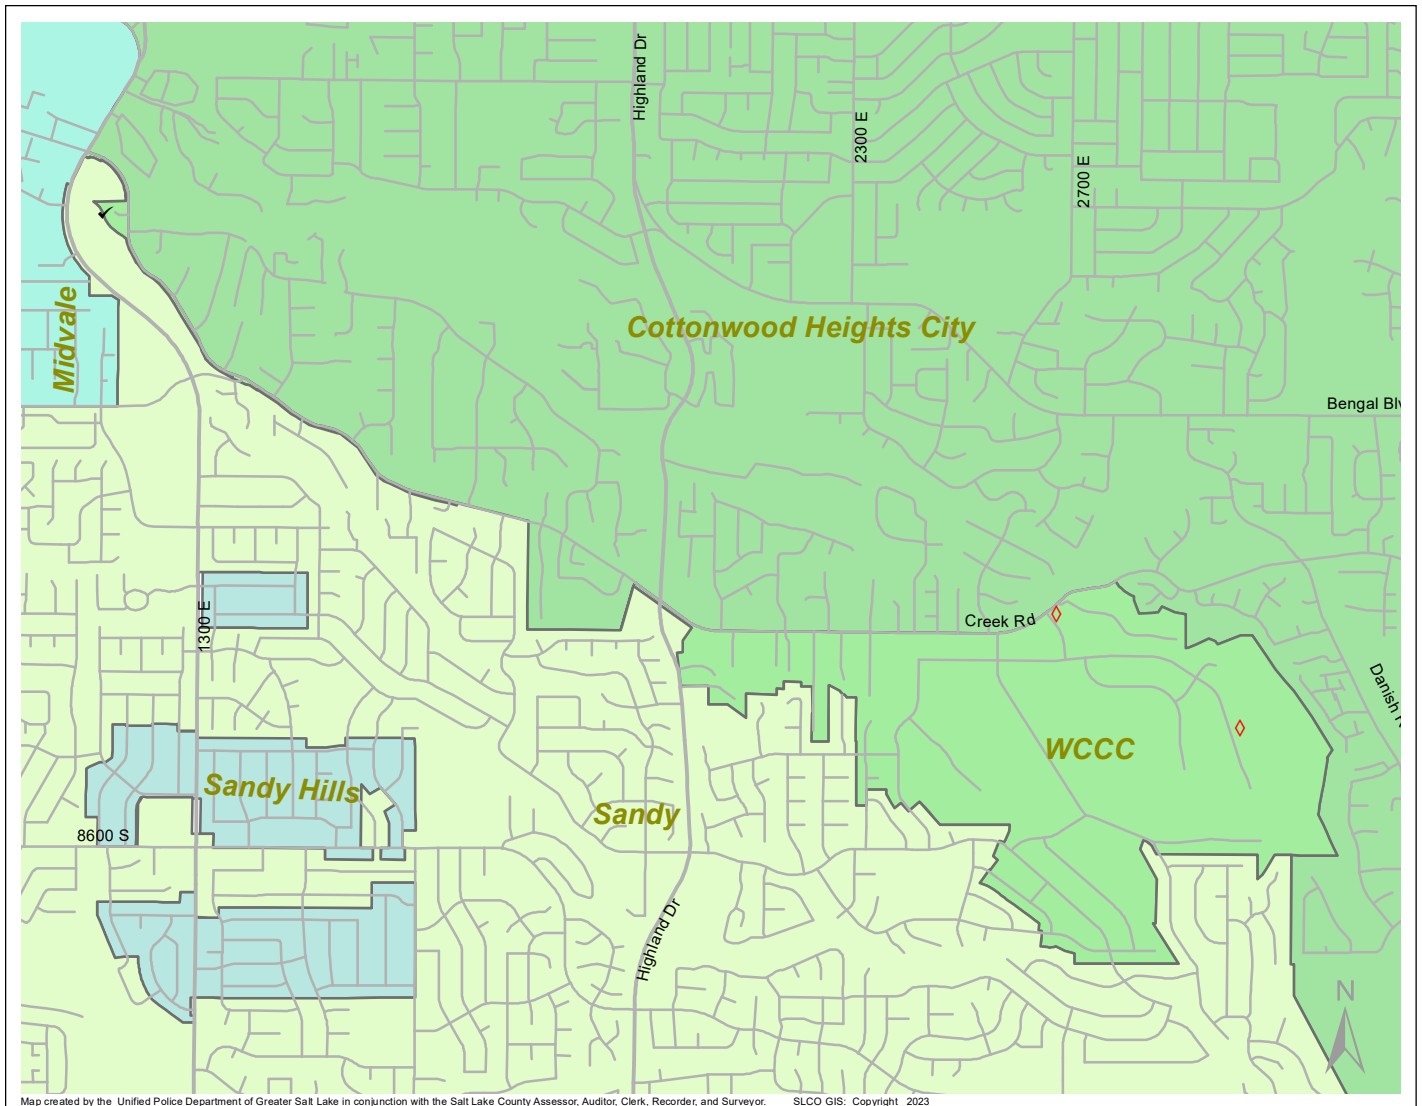 Highland Dr
2300 E
2700 E
Midvale
Cottonwood Heights City
Bengal Blv
1300 E
Creek Rd
Danish R
WCCC
Sandy Hills
Sandy
8600 S
Highland Dr
N
Map created by the Unified Police Department of Greater Salt Lake in conjunction with the Salt Lake County Assessor, Auditor, Clerk, Recorder, and Surveyor. SLCO GIS: Copyright 2023